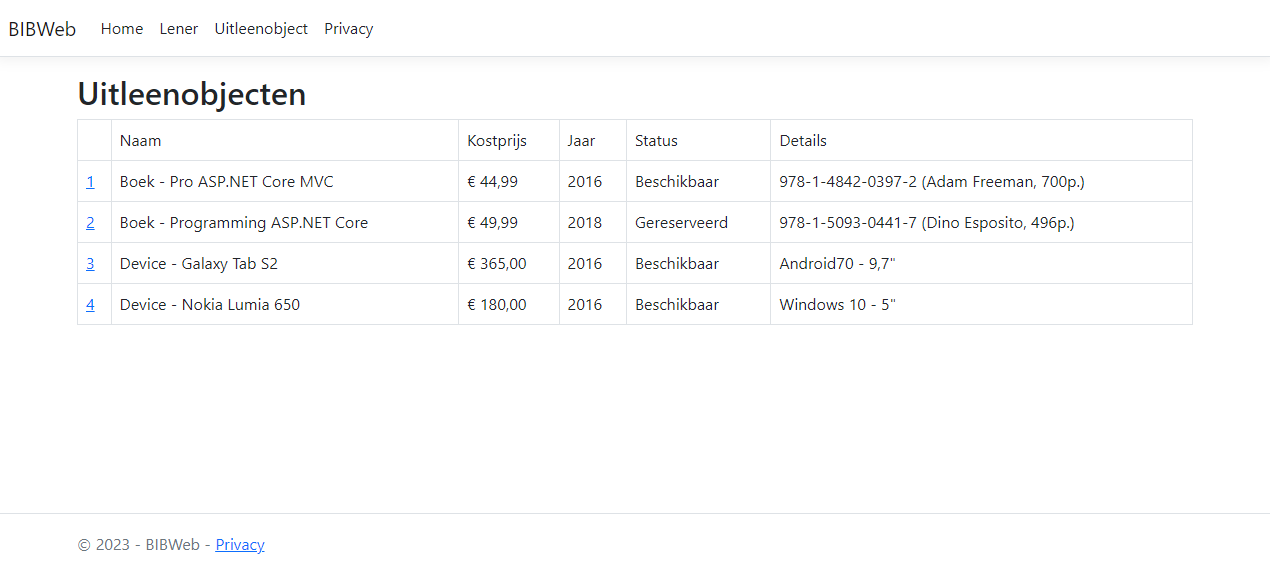 BIBWeb Home Lener Uitleenobject Privacy
Uitleenobjecten
Naam Kostprijs Jaar Status Details
1 Boek - Pro ASP.NET Core MVC € 44,99 2016 Beschikbaar 978-1-4842-0397-2 (Adam Freeman, 700p.)
2 Boek - Programming ASP.NET Core € 49,99 2018 Gereserveerd 978-1-5093-0441-7 (Dino Esposito, 496p.)
3 Device - Galaxy Tab S2 € 365,00 2016 Beschikbaar Android70 - 9,7"
4 Device - Nokia Lumia 650 € 180,00 2016 Beschikbaar Windows 10 - 5"
© 2023 - BIBWeb - Privacy